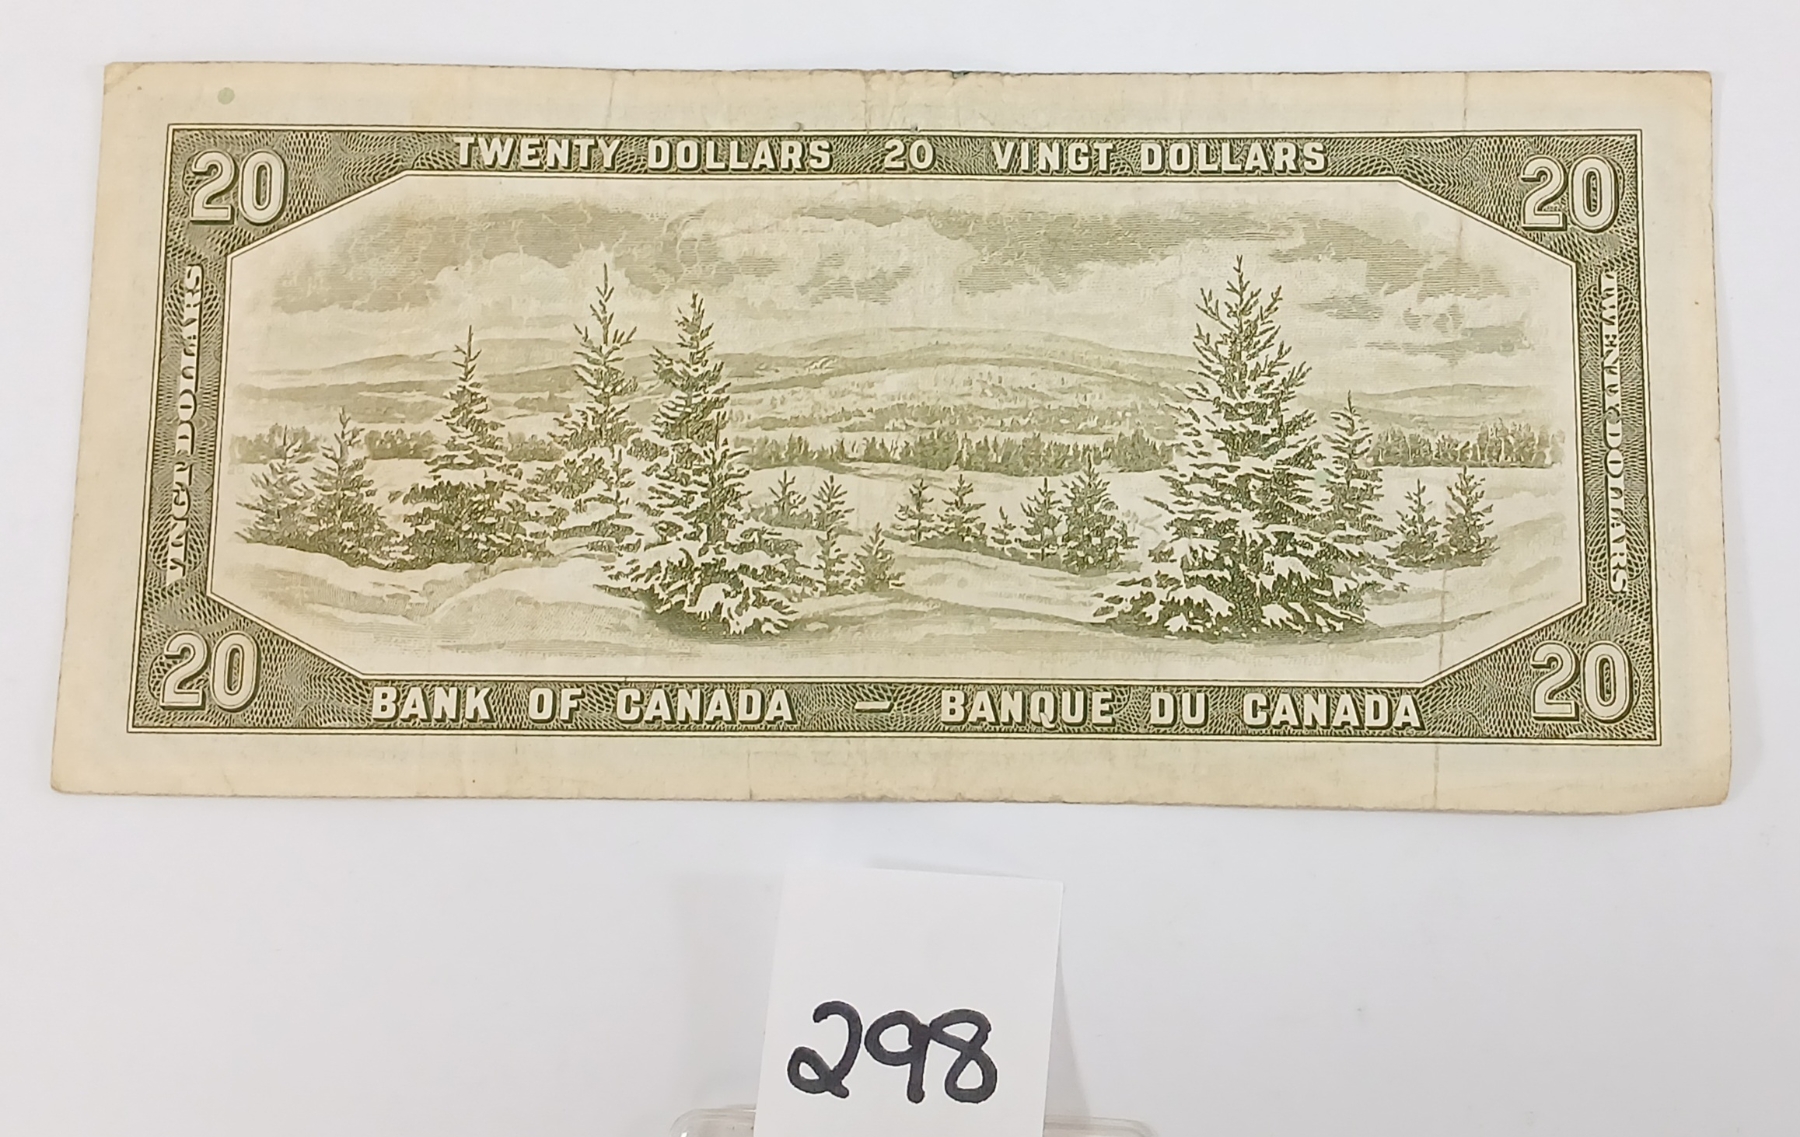 TWENTY DOLLARS 20 VINGT DOLLARS
20
20
VINGT DOLLARS
TWENTY DOLLARS
20
20
BANK OF CANADA — BANQUE DU CANADA
298